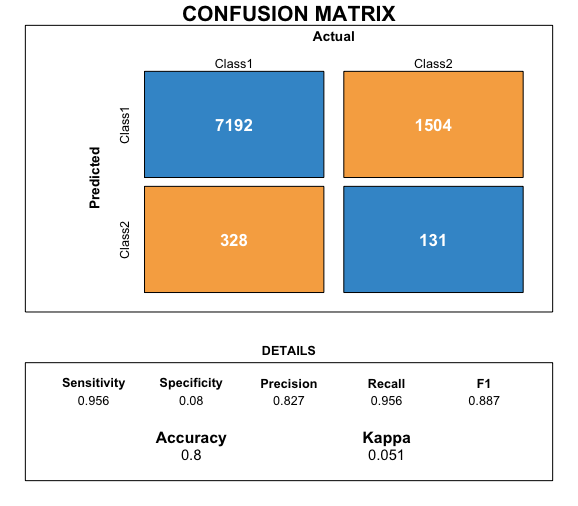 CONFUSION MATRIX
Actual
Class1 Class2
Predicted
Class1
7192 1504
Class2
328 131
DETAILS
Sensitivity Specificity Precision Recall F1
0.956 0.08 0.827 0.956 0.887
Accuracy Kappa
0.8 0.051